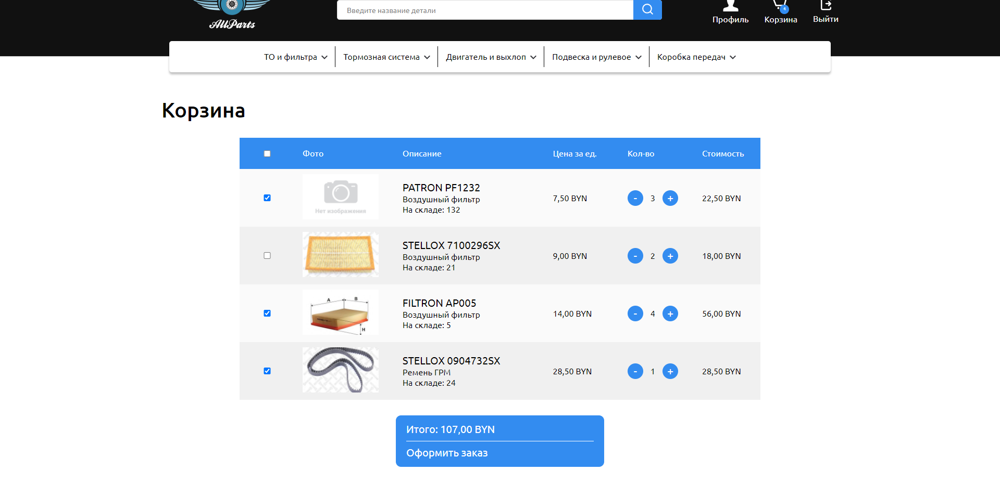 AllParts
Введите название детали
4
Профиль
Корзина
Выйти
ТО и фильтра
Тормозная система
Двигатель и выхлоп
Подвеска и рулевое
Коробка передач
Корзина
Фото Описание Цена за ед. Кол-во Стоимость
Нет изображения
PATRON PF1232
Воздушный фильтр
На складе: 132
7,50 BYN
- 3 +
22,50 BYN
STELLOX 7100296SX
Воздушный фильтр
На складе: 21
9,00 BYN
- 2 +
18,00 BYN
A
B
H
FILTRON AP005
Воздушный фильтр
На складе: 5
14,00 BYN
- 4 +
56,00 BYN
STELLOX 0904732SX
Ремень ГРМ
На складе: 24
28,50 BYN
- 1 +
28,50 BYN
Итого: 107,00 BYN
Оформить заказ